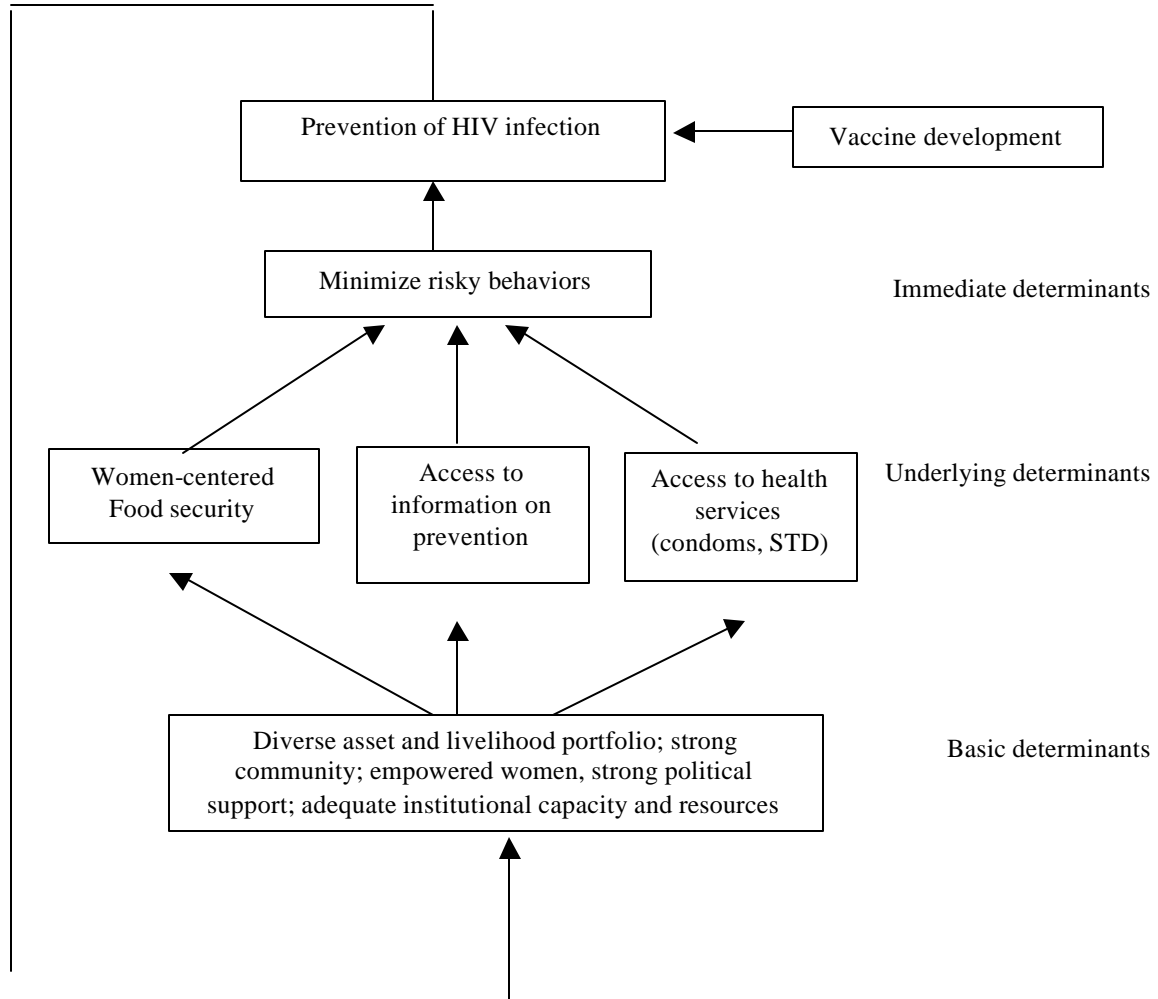 Prevention of HIV infection
Vaccine development
Minimize risky behaviors
Immediate determinants
Women-centered
Food security
Access to
information on
prevention
Access to health
services
(condoms, STD)
Underlying determinants
Diverse asset and livelihood portfolio; strong
community; empowered women, strong political
support; adequate institutional capacity and resources
Basic determinants